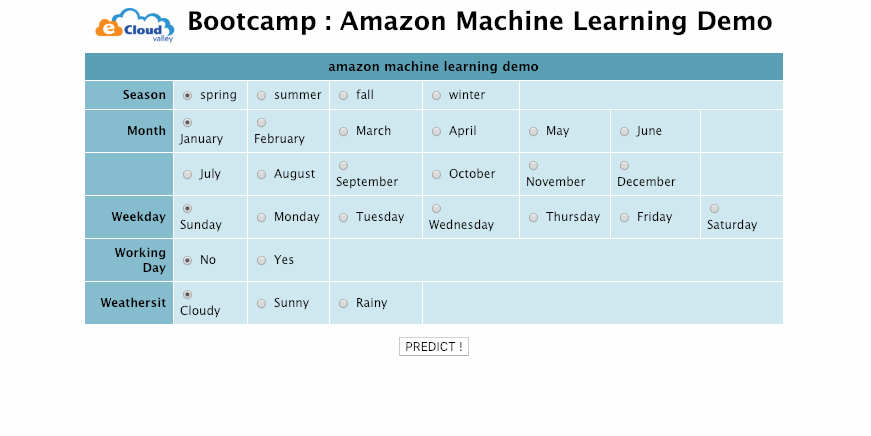 e Cloud valley Bootcamp : Amazon Machine Learning Demo
amazon machine learning demo
Season spring summer fall winter
Month January February March April May June
July August September October November December
Weekday Sunday Monday Tuesday Wednesday Thursday Friday Saturday
Working Day No Yes
Weathersit Cloudy Sunny Rainy
PREDICT !